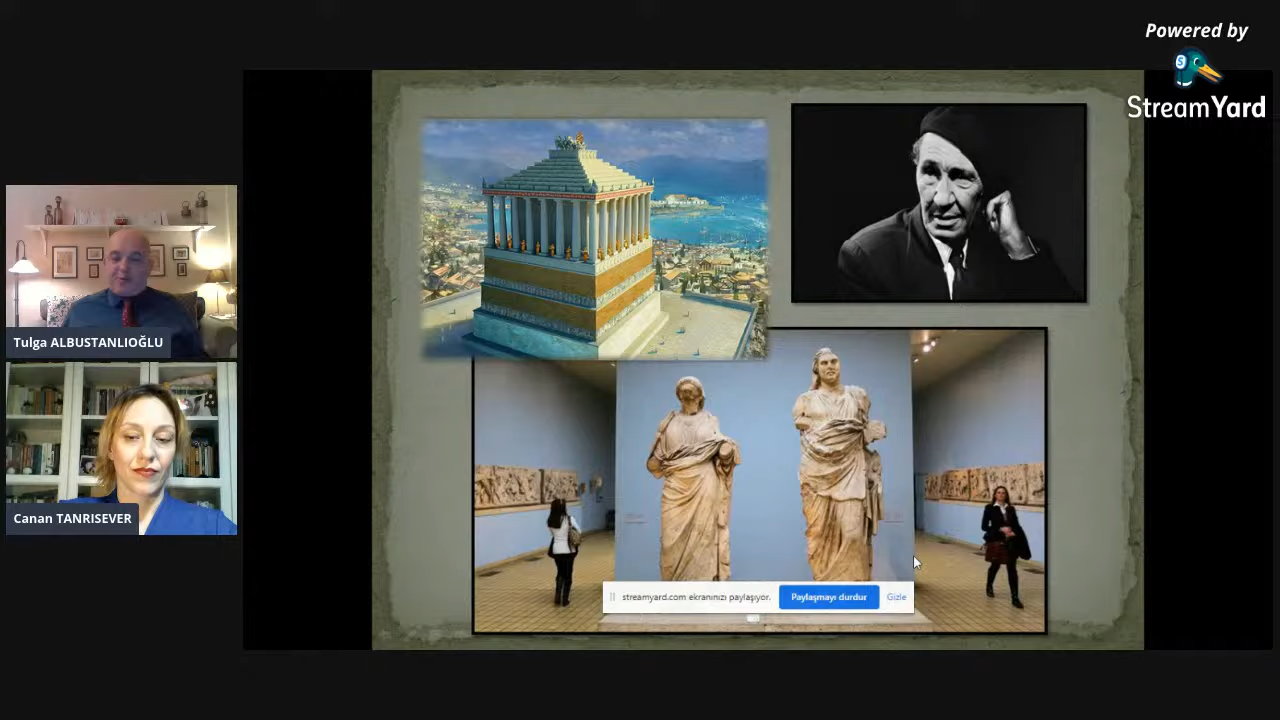 Powered by
StreamYard
Tulga ALBUSTANLIOĞLU
Canan TANRISEVER
streamyard.com ekranınızı paylaşıyor.
Paylaşmayı durdur
Gizle